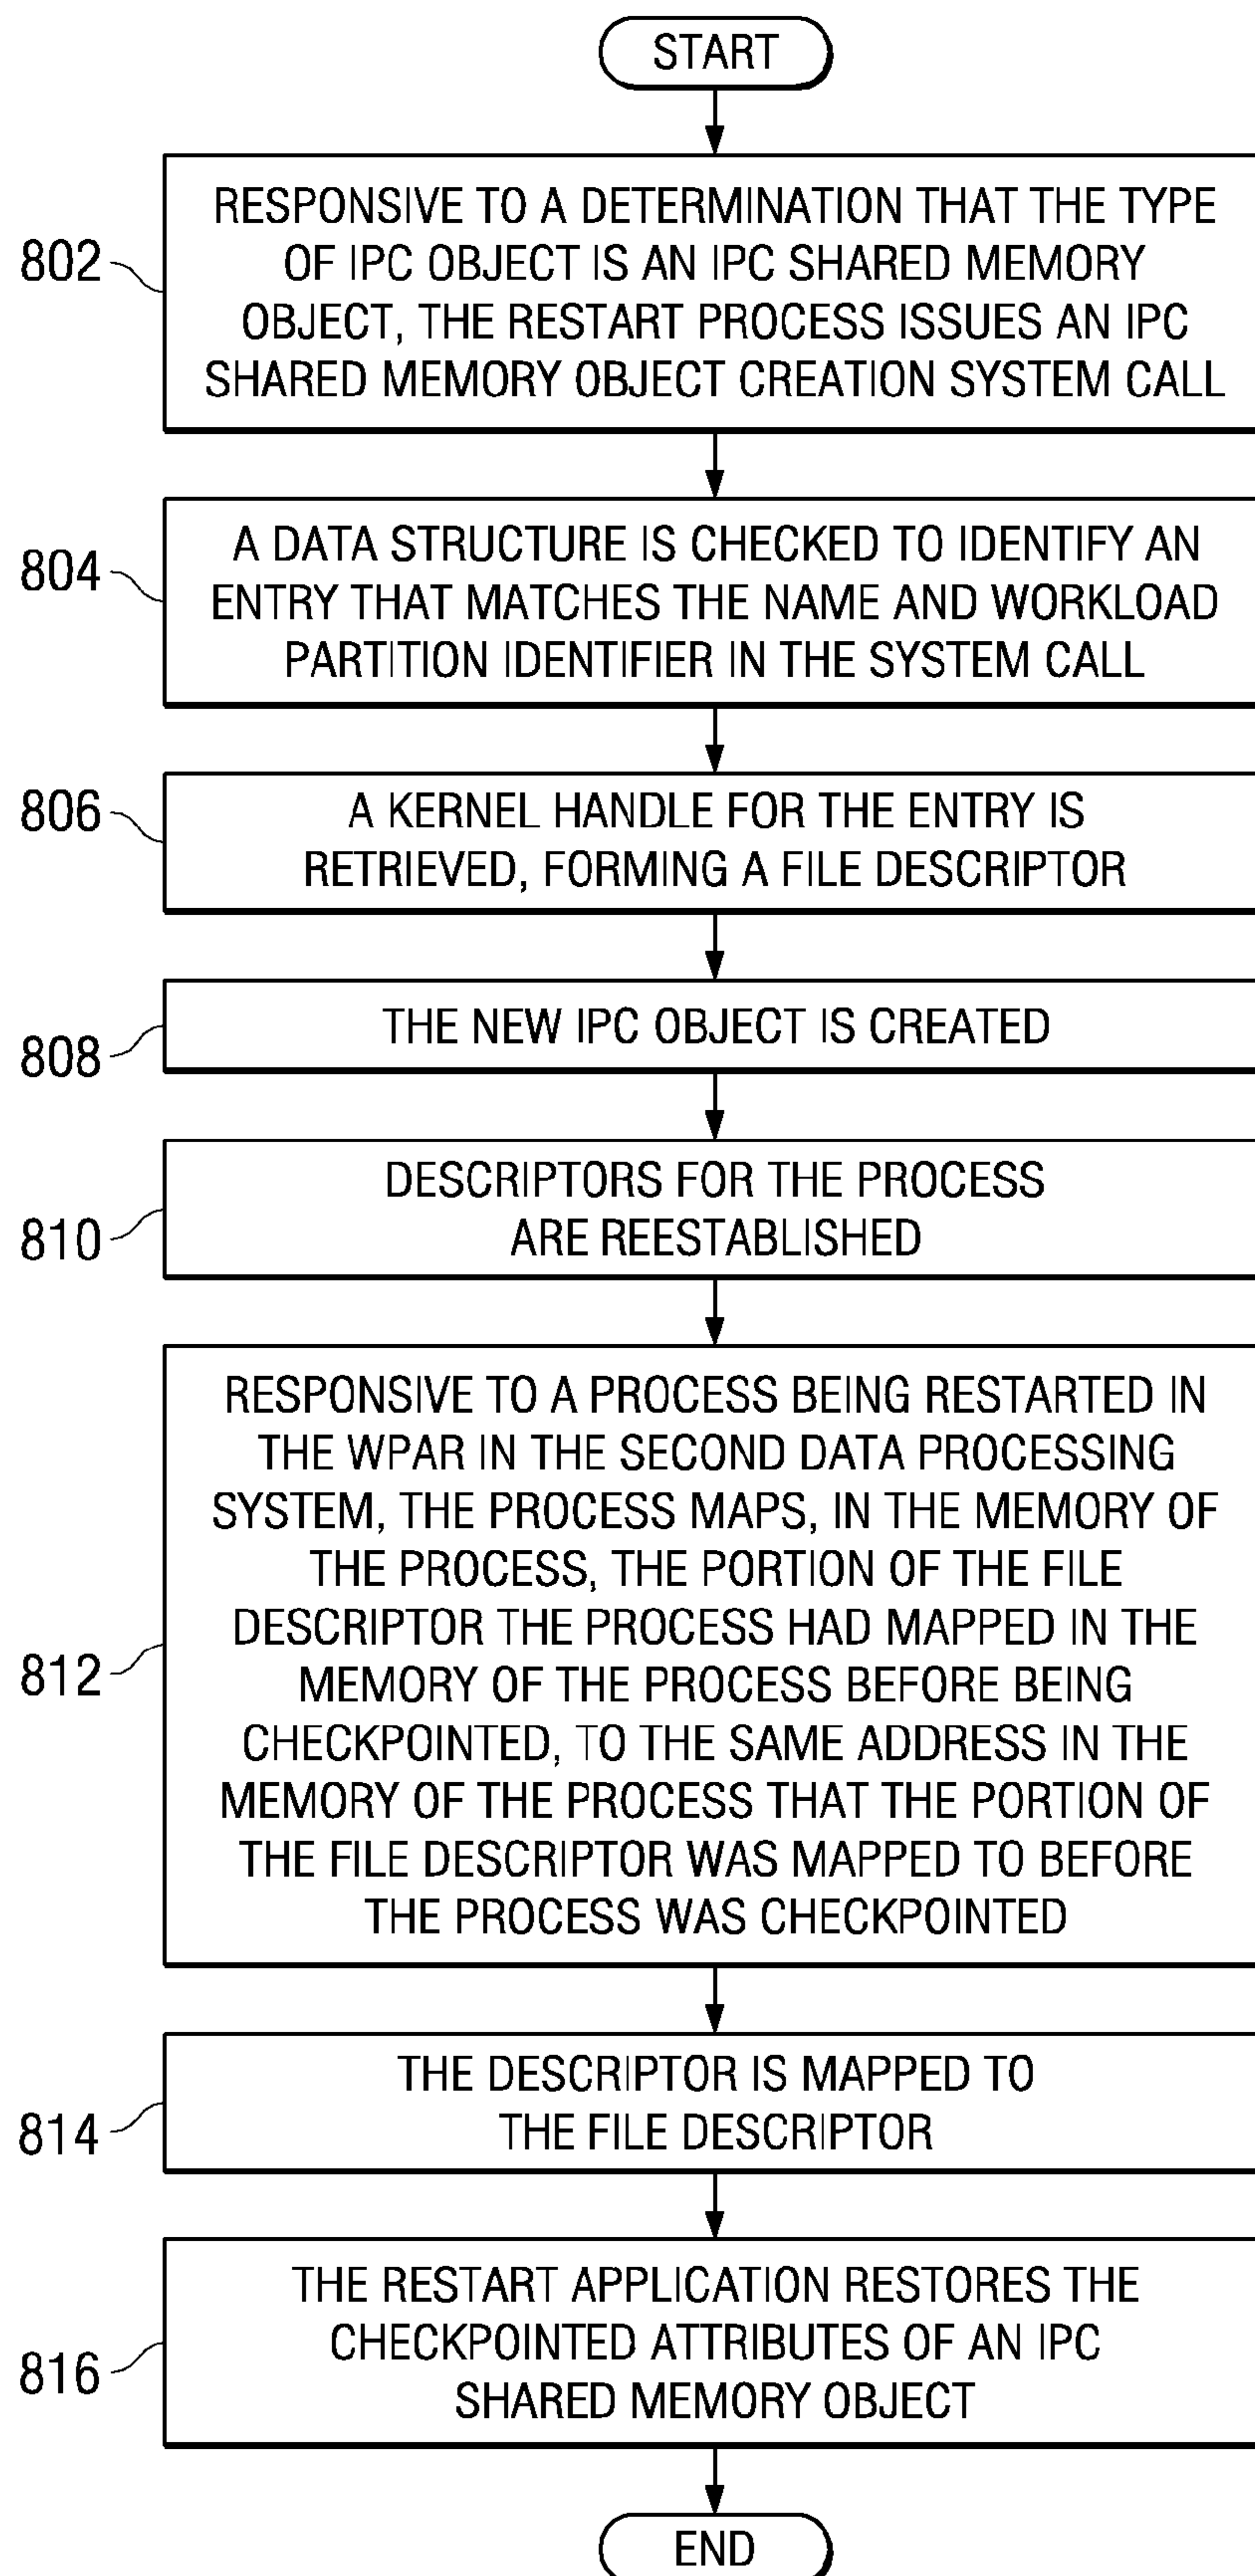 START
802
RESPONSIVE TO A DETERMINATION THAT THE TYPE
OF IPC OBJECT IS AN IPC SHARED MEMORY
OBJECT, THE RESTART PROCESS ISSUES AN IPC
SHARED MEMORY OBJECT CREATION SYSTEM CALL
804
A DATA STRUCTURE IS CHECKED TO IDENTIFY AN
ENTRY THAT MATCHES THE NAME AND WORKLOAD
PARTITION IDENTIFIER IN THE SYSTEM CALL
806
A KERNEL HANDLE FOR THE ENTRY IS
RETRIEVED, FORMING A FILE DESCRIPTOR
808
THE NEW IPC OBJECT IS CREATED
810
DESCRIPTORS FOR THE PROCESS
ARE REESTABLISHED
812
RESPONSIVE TO A PROCESS BEING RESTARTED IN
THE WPAR IN THE SECOND DATA PROCESSING
SYSTEM, THE PROCESS MAPS, IN THE MEMORY OF
THE PROCESS, THE PORTION OF THE FILE
DESCRIPTOR THE PROCESS HAD MAPPED IN THE
MEMORY OF THE PROCESS BEFORE BEING
CHECKPOINTED, TO THE SAME ADDRESS IN THE
MEMORY OF THE PROCESS THAT THE PORTION OF
THE FILE DESCRIPTOR WAS MAPPED TO BEFORE
THE PROCESS WAS CHECKPOINTED
814
THE DESCRIPTOR IS MAPPED TO
THE FILE DESCRIPTOR
816
THE RESTART APPLICATION RESTORES THE
CHECKPOINTED ATTRIBUTES OF AN IPC
SHARED MEMORY OBJECT
END